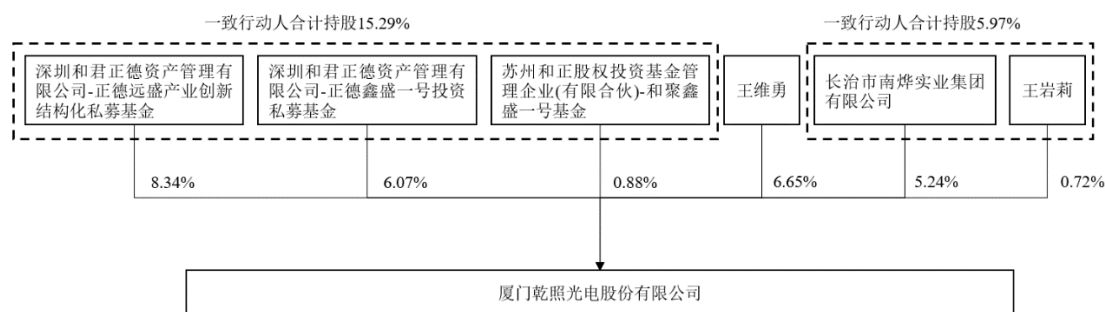 一致行动人合计持股15.29%
一致行动人合计持股5.97%
深圳和君正德资产管理有
限公司-正德远盛产业创新
结构化私募基金
深圳和君正德资产管理有
限公司-正德鑫盛一号投资
私募基金
苏州和正股权投资基金管
理企业(有限合伙)-和聚鑫
盛一号基金
王维勇
长治市南烨实业集团
有限公司
王岩莉
8.34%
6.07%
0.88%
6.65%
5.24%
0.72%
厦门乾照光电股份有限公司